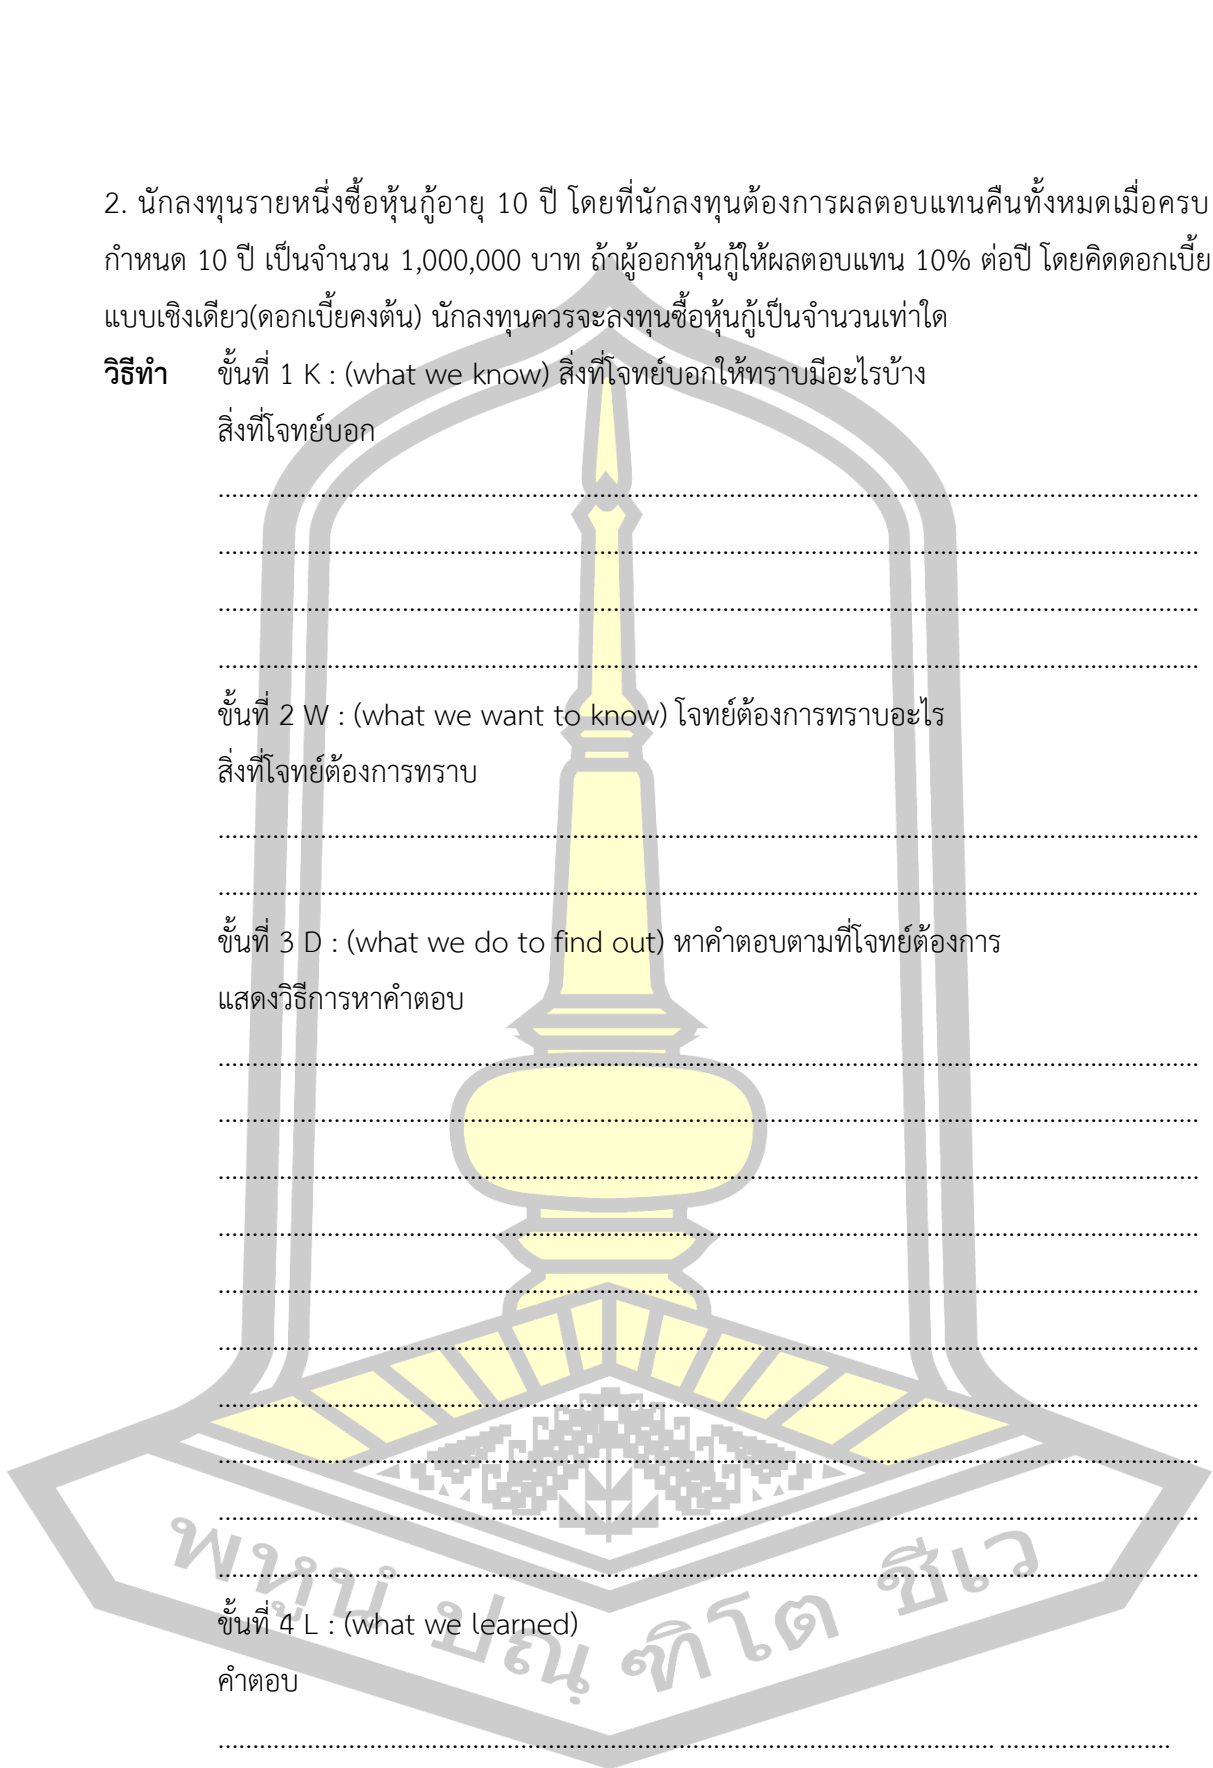 2. นักลงทุนรายหนึ่งซื้อหุ้นกู้อายุ 10 ปี โดยที่นักลงทุนต้องการผลตอบแทนคืนทั้งหมดเมื่อครบ
กำหนด 10 ปี เป็นจำนวน 1,000,000 บาท ถ้าผู้ออกหุ้นกู้ให้ผลตอบแทน 10% ต่อปี โดยคิดดอกเบี้ย
แบบเชิงเดียว(ดอกเบี้ยคงต้น) นักลงทุนควรจะลงทุนซื้อหุ้นกู้เป็นจำนวนเท่าใด
วิธีทำ ขั้นที่ 1 K : (what we know) สิ่งที่โจทย์บอกให้ทราบมีอะไรบ้าง
สิ่งที่โจทย์บอก
ขั้นที่ 2 W : (what we want to know) โจทย์ต้องการทราบอะไร
สิ่งที่โจทย์ต้องการทราบ
ขั้นที่ 3 D : (what we do to find out) หาคำตอบตามที่โจทย์ต้องการ
แสดงวิธีการหาคำตอบ
ขั้นที่ 4 L : (what we learned)
คำตอบ
พหูนํ ปณฺฑิโต ชีเว